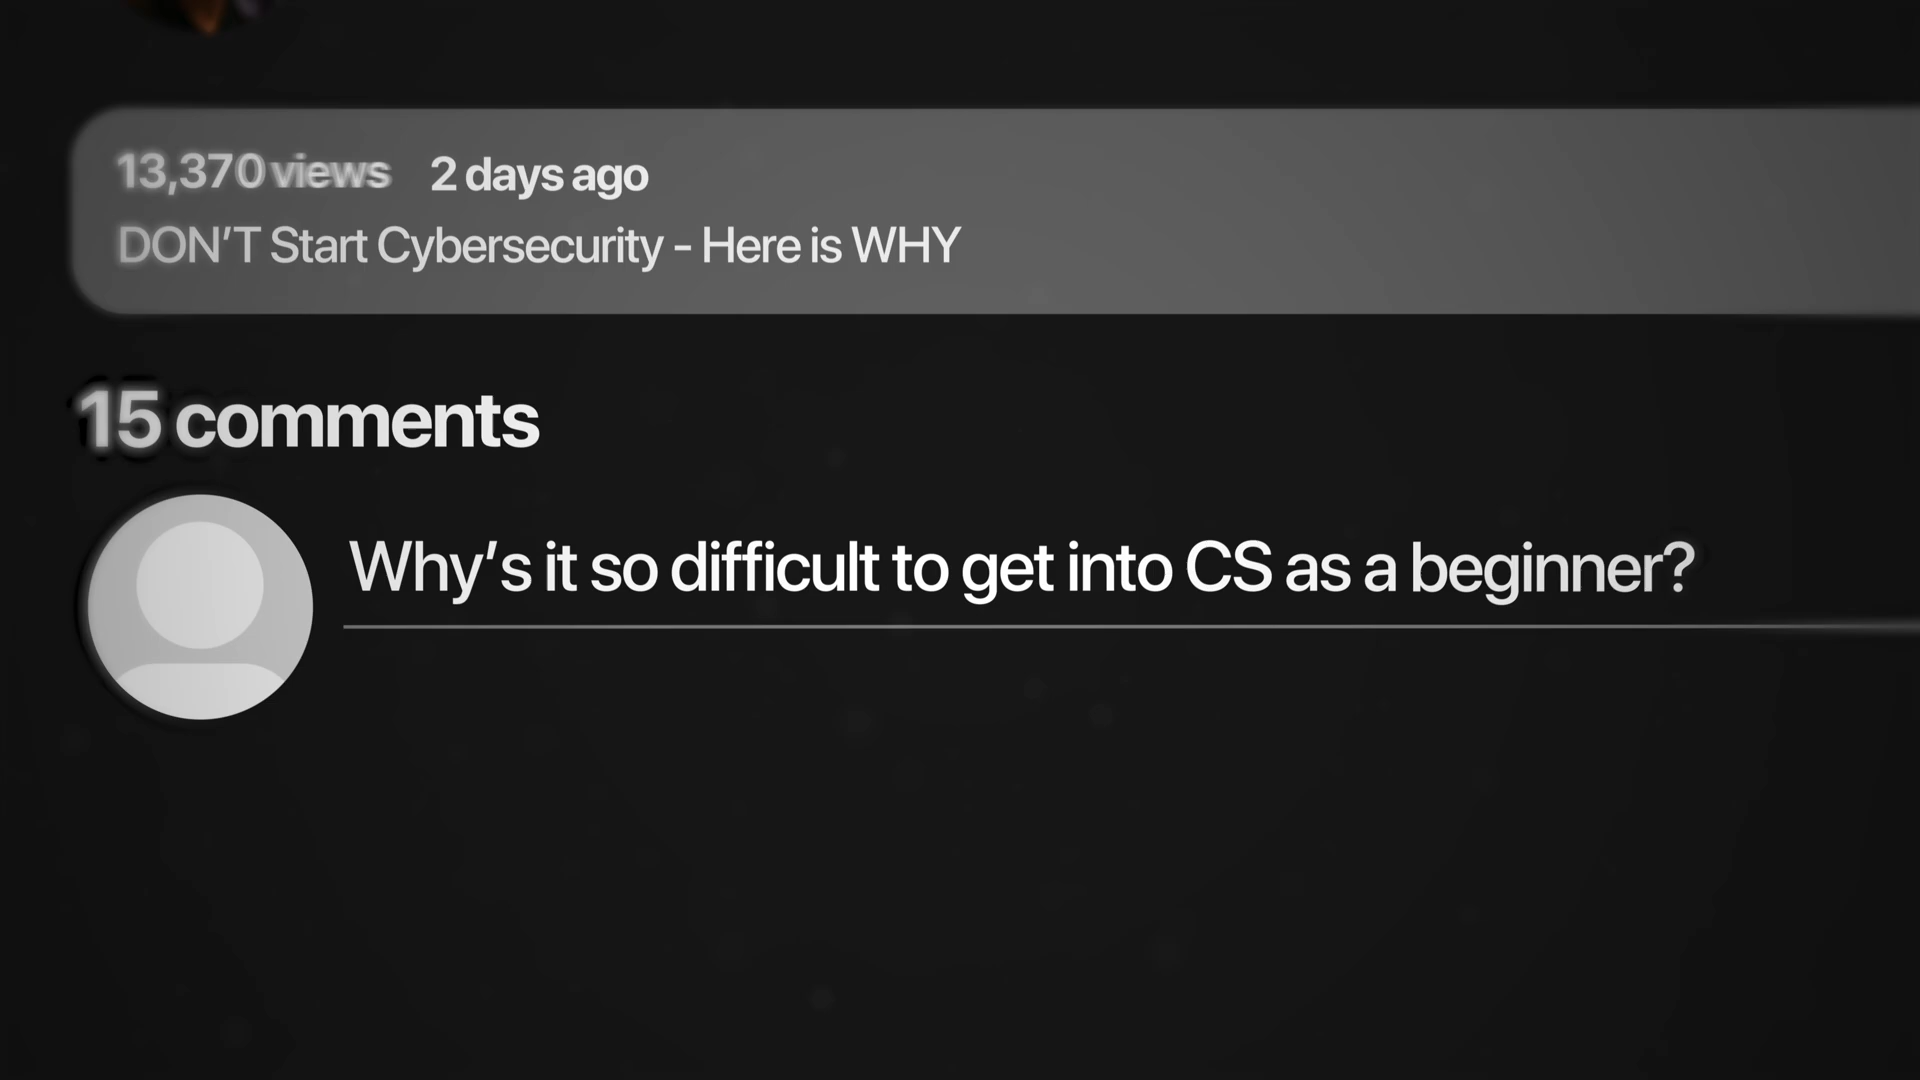 13,370 views 2 days ago
DON’T Start Cybersecurity - Here is WHY
15 comments
Why’s it so difficult to get into CS as a beginner?